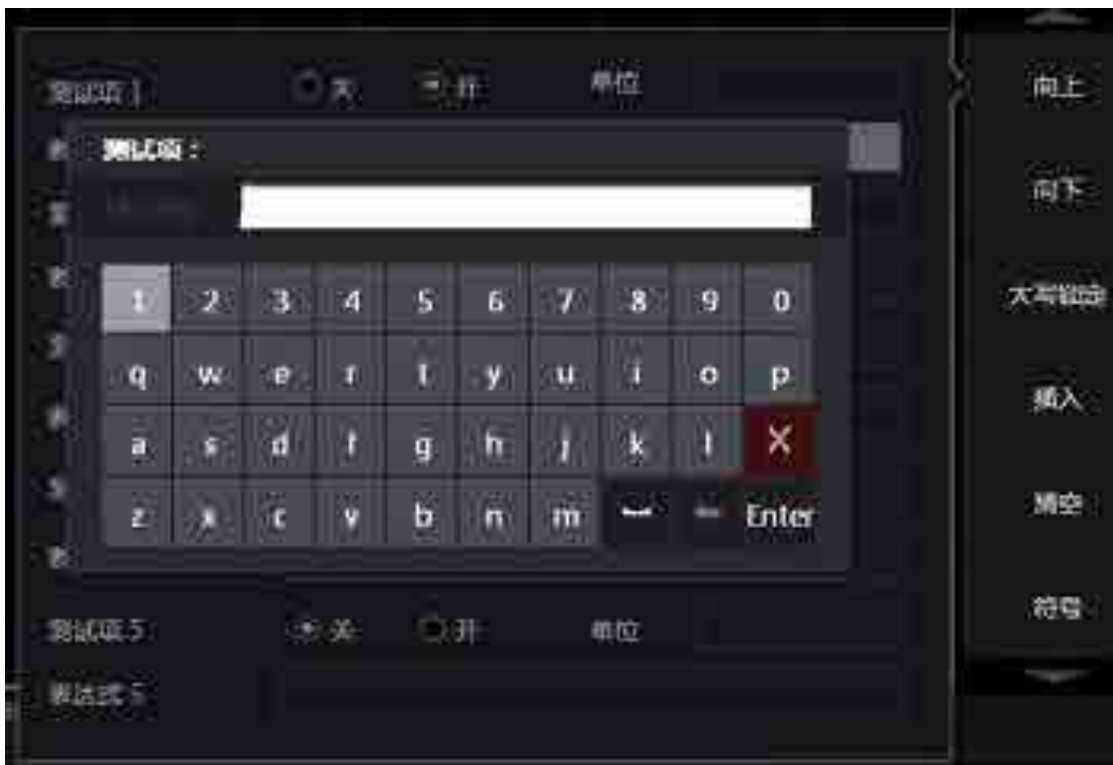 测试项 1 关 开 单位
测试项：
1 2 3 4 5 6 7 8 9 0
q w e r t y u i o p
a s d f g h j k l X
z x c v b n m Enter
测试项 5 关 开 单位
表达式 5
向上
向下
大写锁定
插入
清空
符号